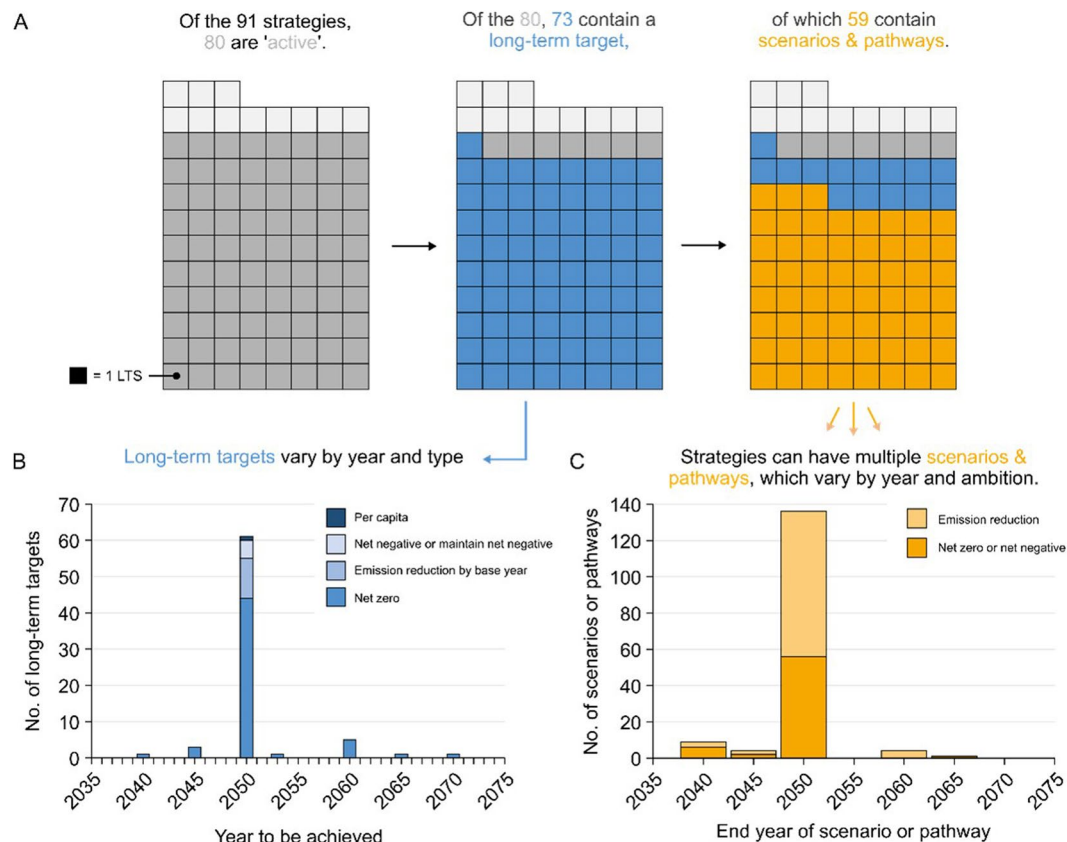 A
Of the 91 strategies,
80 are 'active'.
Of the 80, 73 contain a
long-term target,
of which 59 contain
scenarios & pathways.
= 1 LTS
B
Long-term targets vary by year and type
No. of long-term targets
70
60
50
40
30
20
10
0
Per capita
Net negative or maintain net negative
Emission reduction by base year
Net zero
2035
2040
2045
2050
2055
2060
2065
2070
2075
Year to be achieved
C
Strategies can have multiple scenarios &
pathways, which vary by year and ambition.
No. of scenarios or pathways
140
120
100
80
60
40
20
0
Emission reduction
Net zero or net negative
2035
2040
2045
2050
2055
2060
2065
2070
2075
End year of scenario or pathway